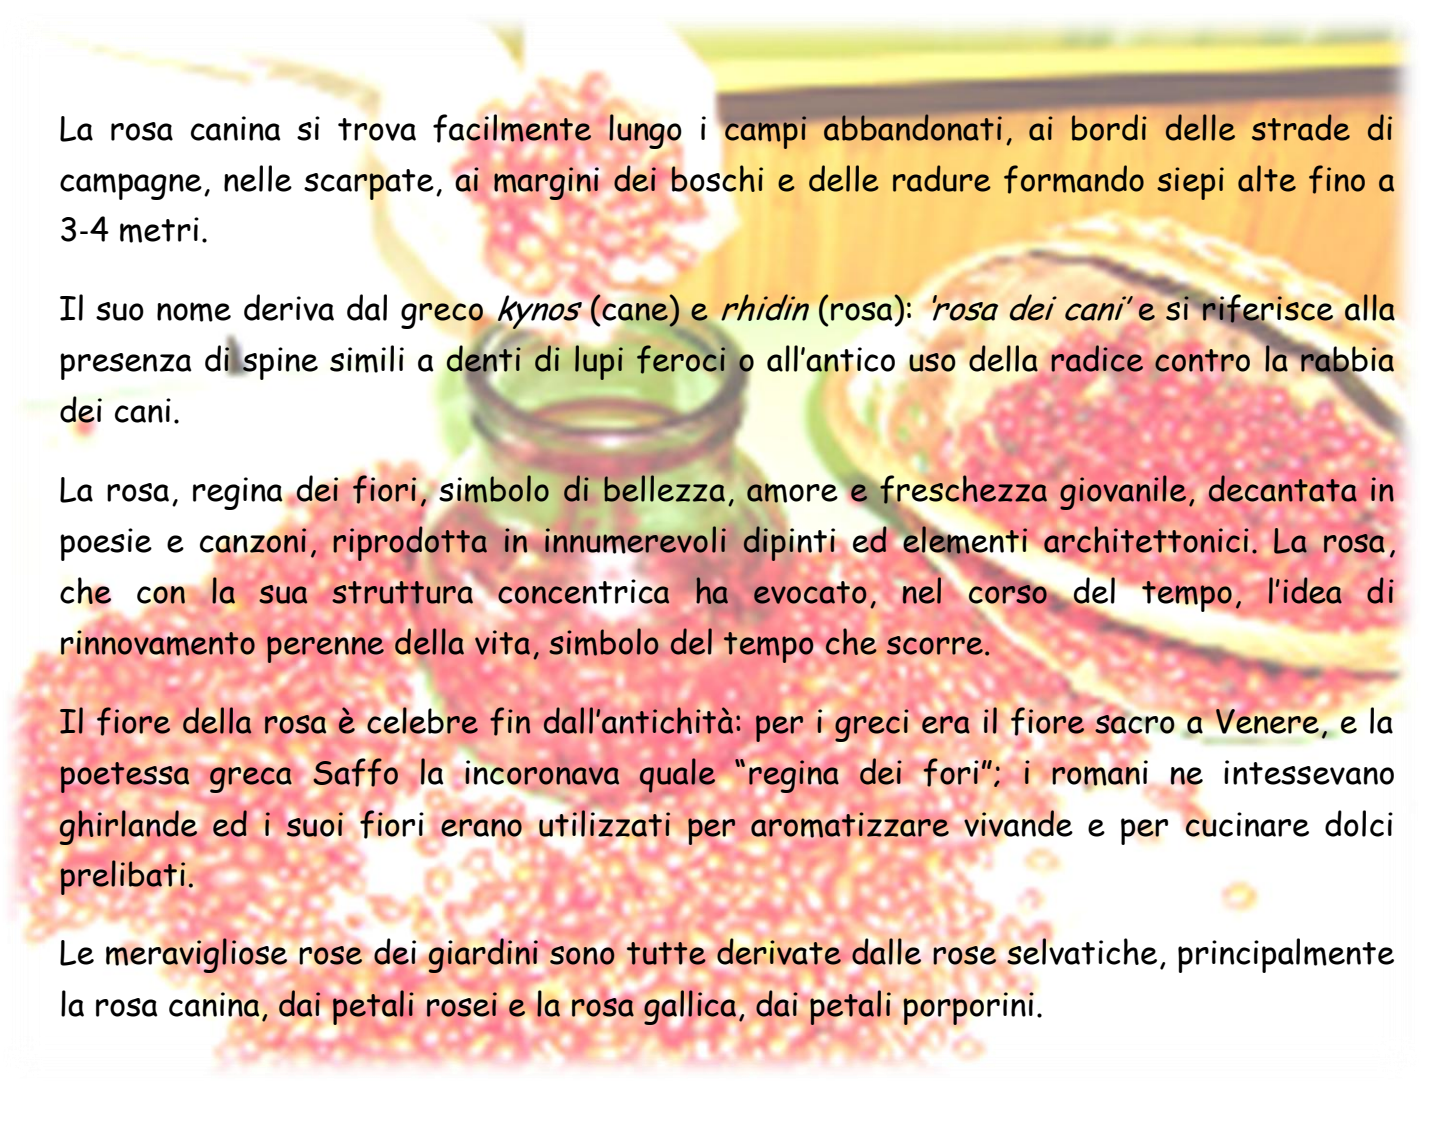 La rosa canina si trova facilmente lungo i campi abbandonati, ai bordi delle strade di
campagne, nelle scarpate, ai margini dei boschi e delle radure formando siepi alte fino a
3-4 metri.
Il suo nome deriva dal greco kynos (cane) e rhidin (rosa): 'rosa dei cani' e si riferisce alla
presenza di spine simili a denti di lupi feroci o all'antico uso della radice contro la rabbia
dei cani.
La rosa, regina dei fiori, simbolo di bellezza, amore e freschezza giovanile, decantata in
poesie e canzoni, riprodotta in innumerevoli dipinti ed elementi architettonici. La rosa,
che con la sua struttura concentrica ha evocato, nel corso del tempo, l'idea di
rinnovamento perenne della vita, simbolo del tempo che scorre.
Il fiore della rosa è celebre fin dall'antichità: per i greci era il fiore sacro a Venere, e la
poetessa greca Saffo la incoronava quale "regina dei fori"; i romani ne intessevano
ghirlande ed i suoi fiori erano utilizzati per aromatizzare vivande e per cucinare dolci
prelibati.
Le meravigliose rose dei giardini sono tutte derivate dalle rose selvatiche, principalmente
la rosa canina, dai petali rosei e la rosa gallica, dai petali porporini.